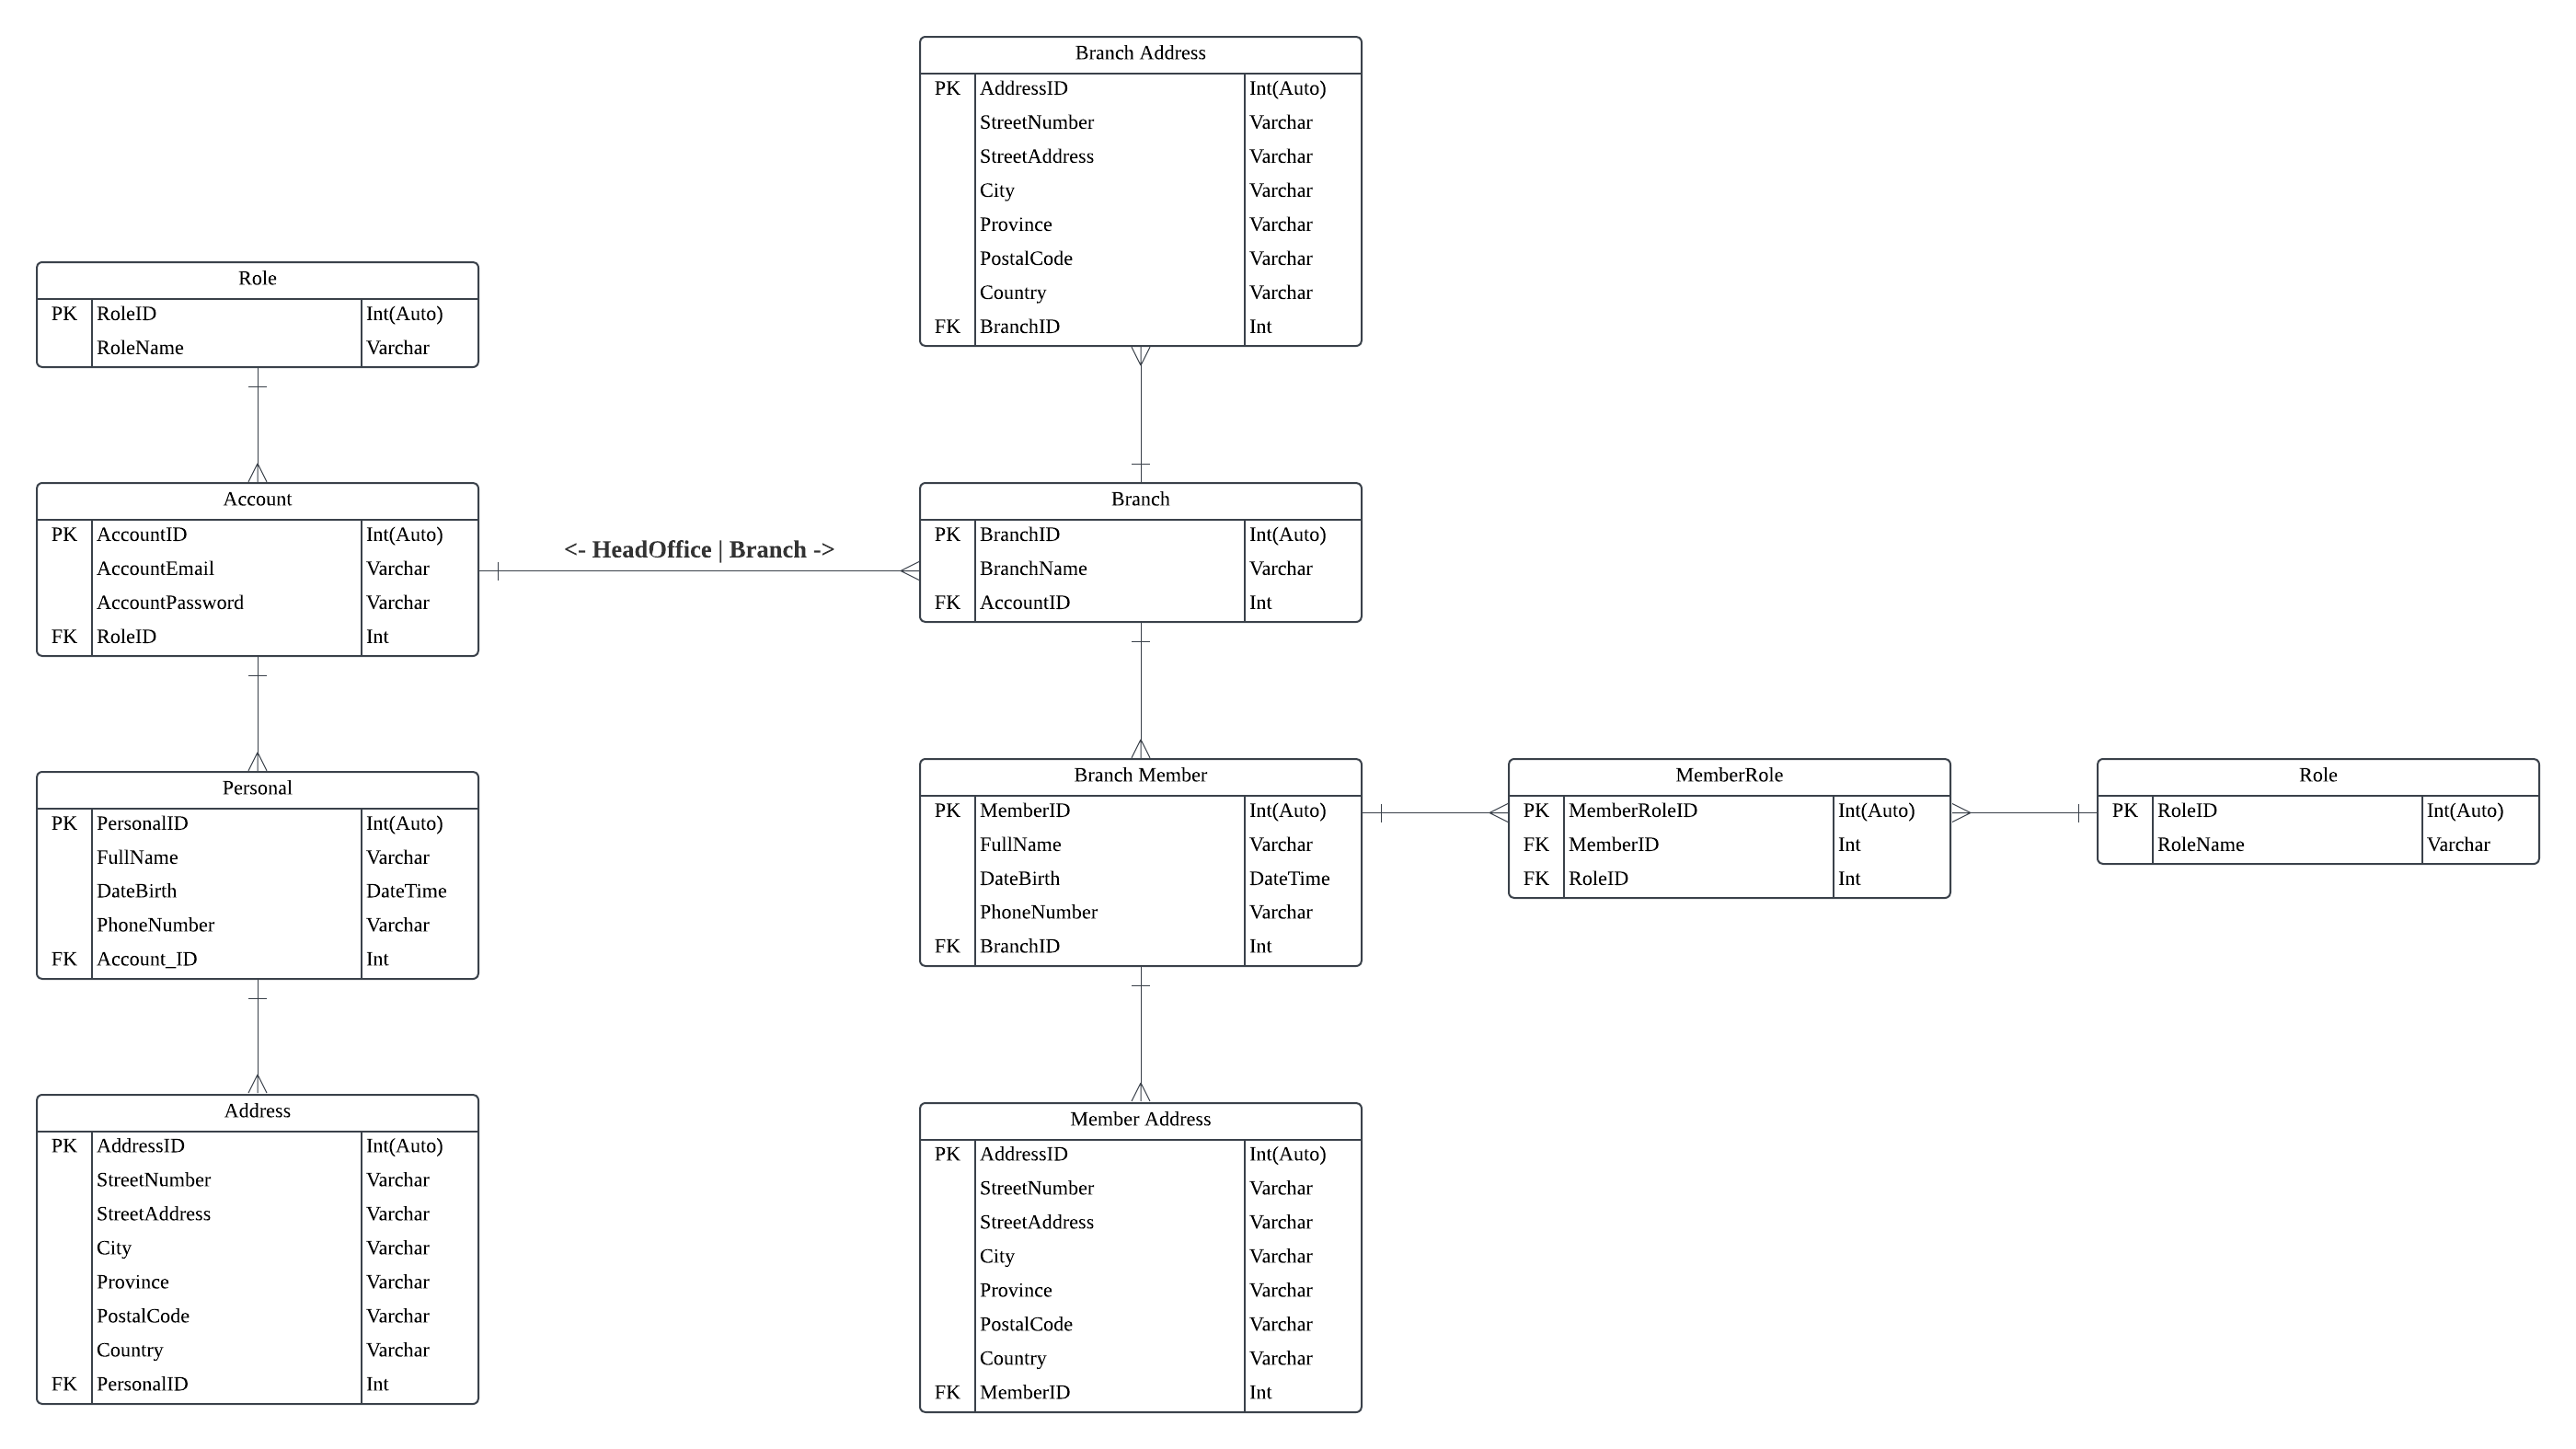 Branch Address
PK AddressID Int(Auto)
StreetNumber Varchar
StreetAddress Varchar
City Varchar
Province Varchar
PostalCode Varchar
Country Varchar
FK BranchID Int
Role
PK RoleID Int(Auto)
RoleName Varchar
Account
PK AccountID Int(Auto)
AccountEmail Varchar
AccountPassword Varchar
FK RoleID Int
<- HeadOffice | Branch ->
Branch
PK BranchID Int(Auto)
BranchName Varchar
FK AccountID Int
Personal
PK PersonalID Int(Auto)
FullName Varchar
DateBirth DateTime
PhoneNumber Varchar
FK Account_ID Int
Branch Member
PK MemberID Int(Auto)
FullName Varchar
DateBirth DateTime
PhoneNumber Varchar
FK BranchID Int
MemberRole
PK MemberRoleID Int(Auto)
FK MemberID Int
FK RoleID Int
Role
PK RoleID Int(Auto)
RoleName Varchar
Address
PK AddressID Int(Auto)
StreetNumber Varchar
StreetAddress Varchar
City Varchar
Province Varchar
PostalCode Varchar
Country Varchar
FK PersonalID Int
Member Address
PK AddressID Int(Auto)
StreetNumber Varchar
StreetAddress Varchar
City Varchar
Province Varchar
PostalCode Varchar
Country Varchar
FK MemberID Int